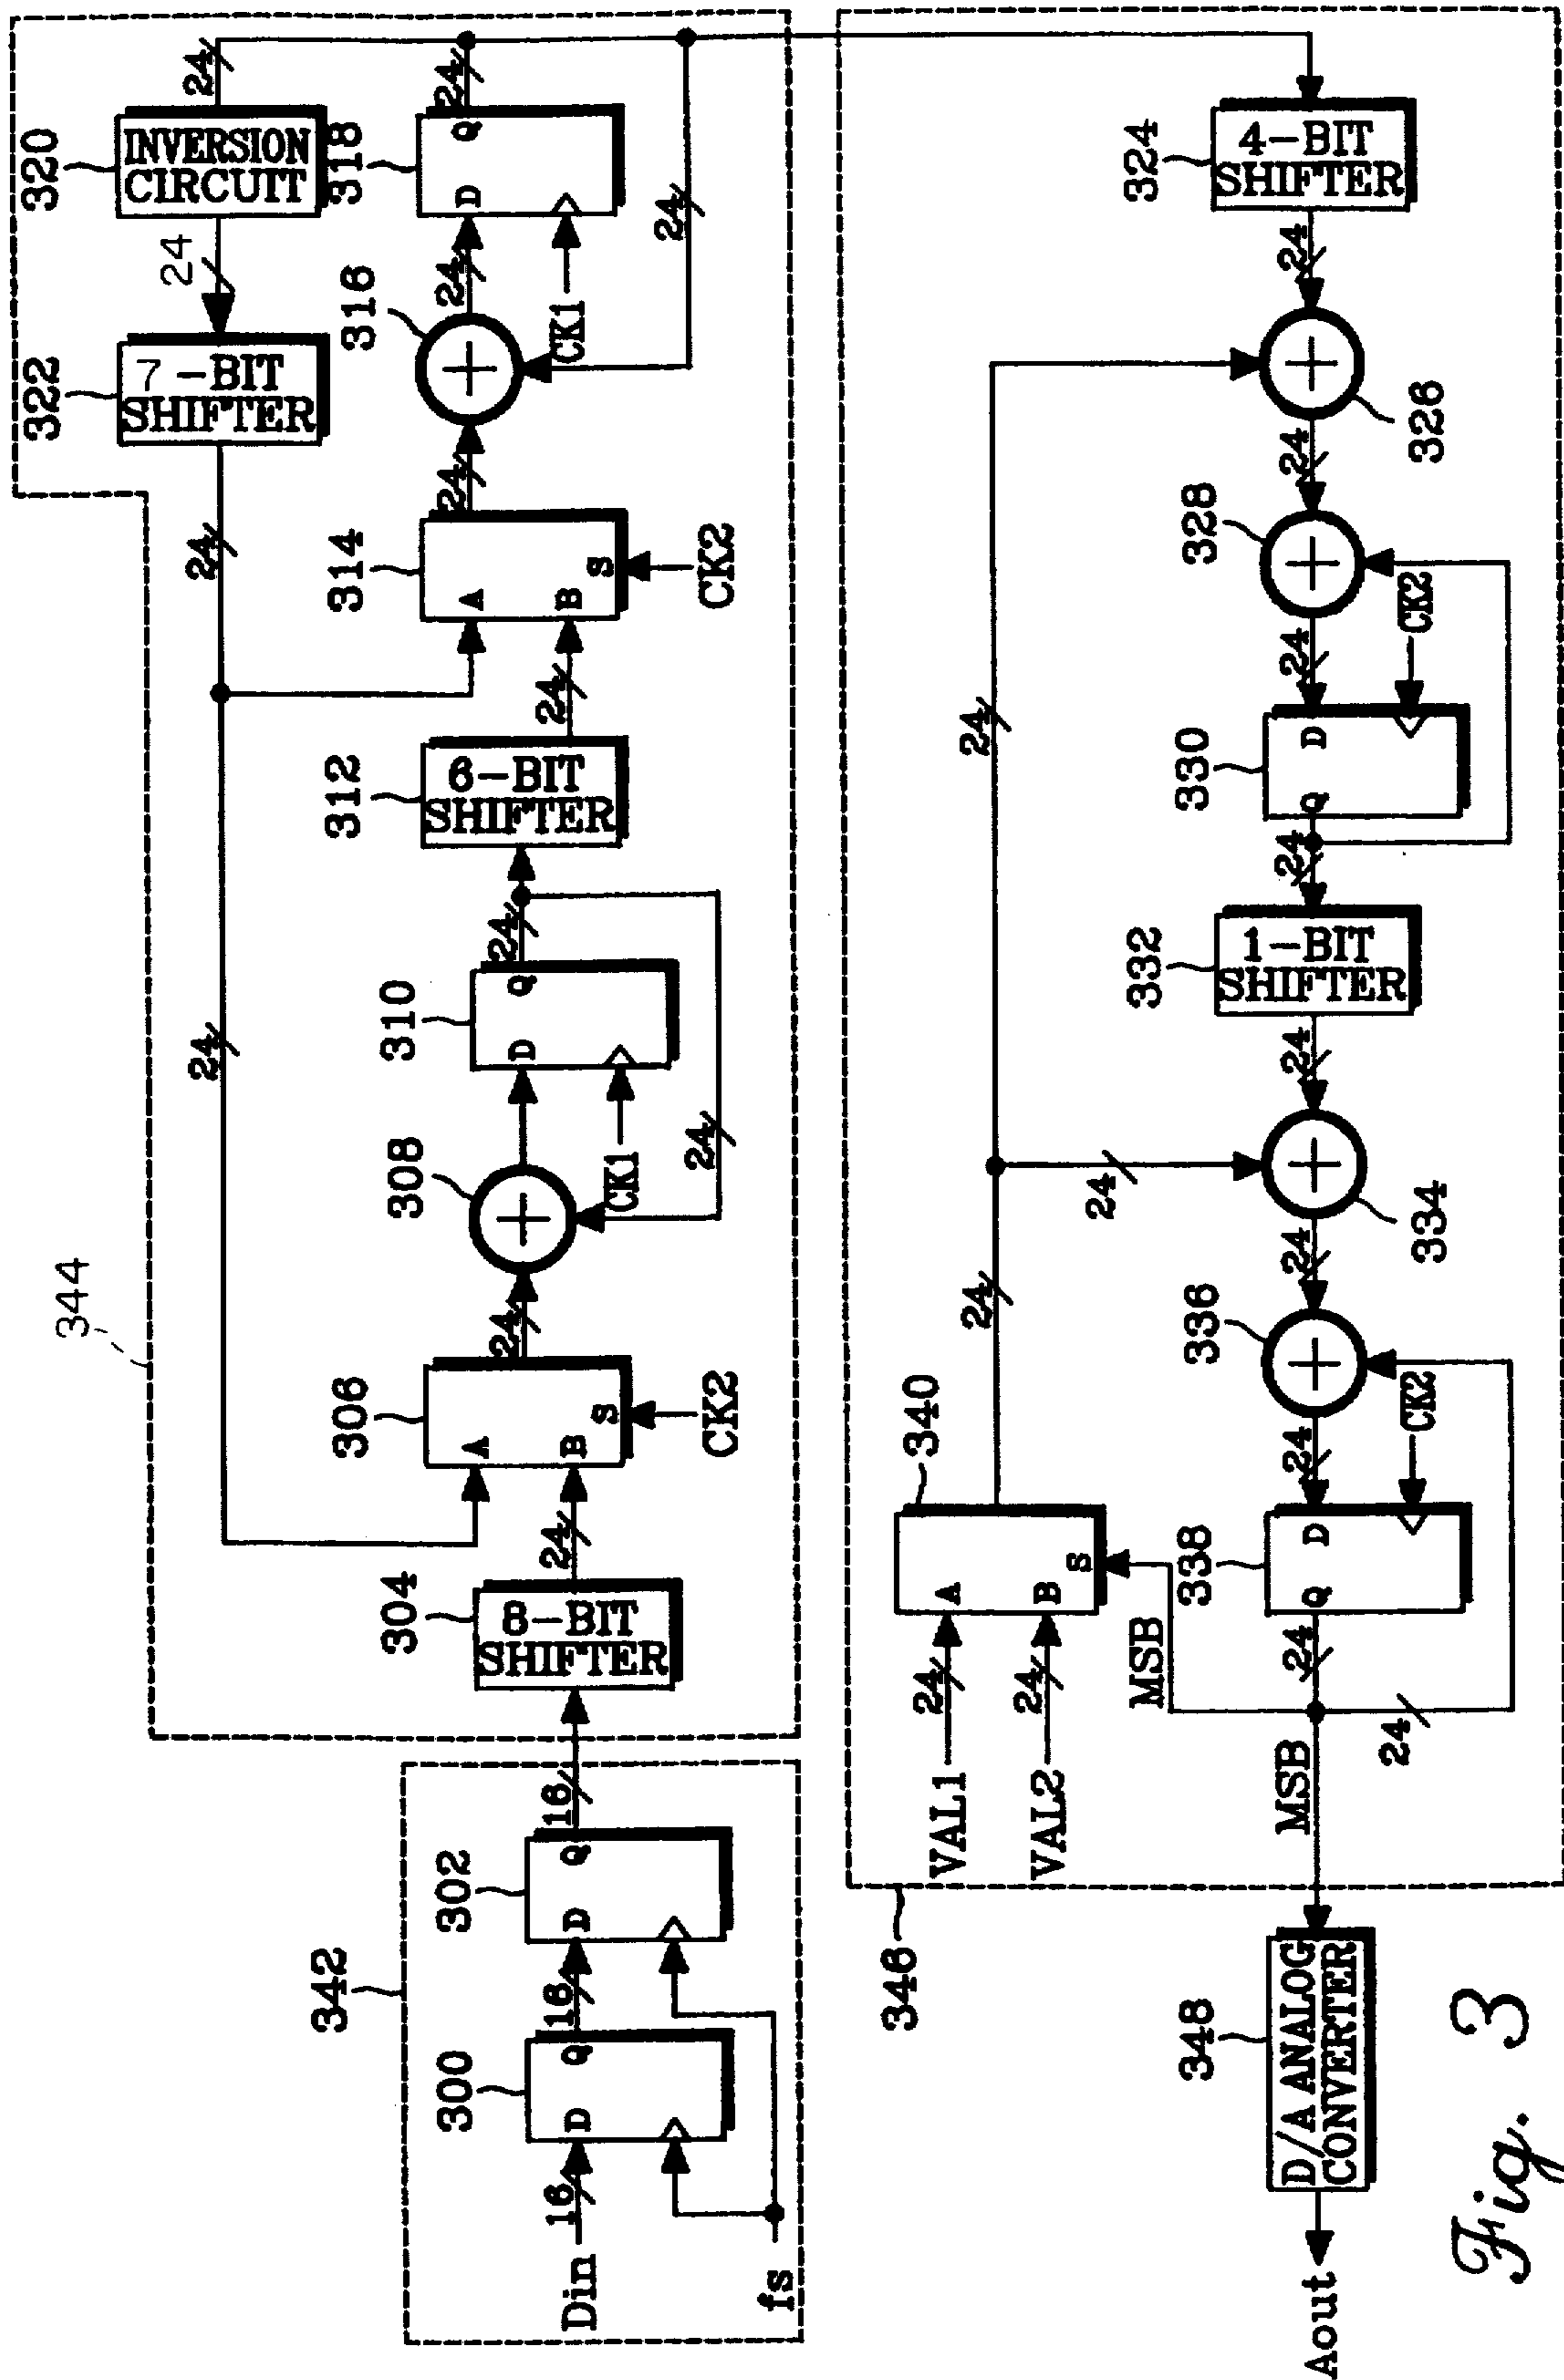 344
320
INVERSION
CIRCUIT
24
24
322
7-BIT
SHIFTER
24
24
318
D
Q
24
24
CK1
24
316
24
314
A
B
S
CK2
24
312
6-BIT
SHIFTER
24
310
D
Q
CK1
24
308
24
306
A
B
S
CK2
24
304
8-BIT
SHIFTER
342
16
302
D
Q
16
300
D
Q
16
Din
fs
324
4-BIT
SHIFTER
24
326
24
24
328
24
CK2
330
D
Q
24
332
1-BIT
SHIFTER
24
334
24
24
24
336
24
CK2
338
D
Q
24
24
340
A
B
S
MSB
24
VAL1
24
VAL2
MSB
346
348
D/A ANALOG
CONVERTER
Aout
Fig. 3